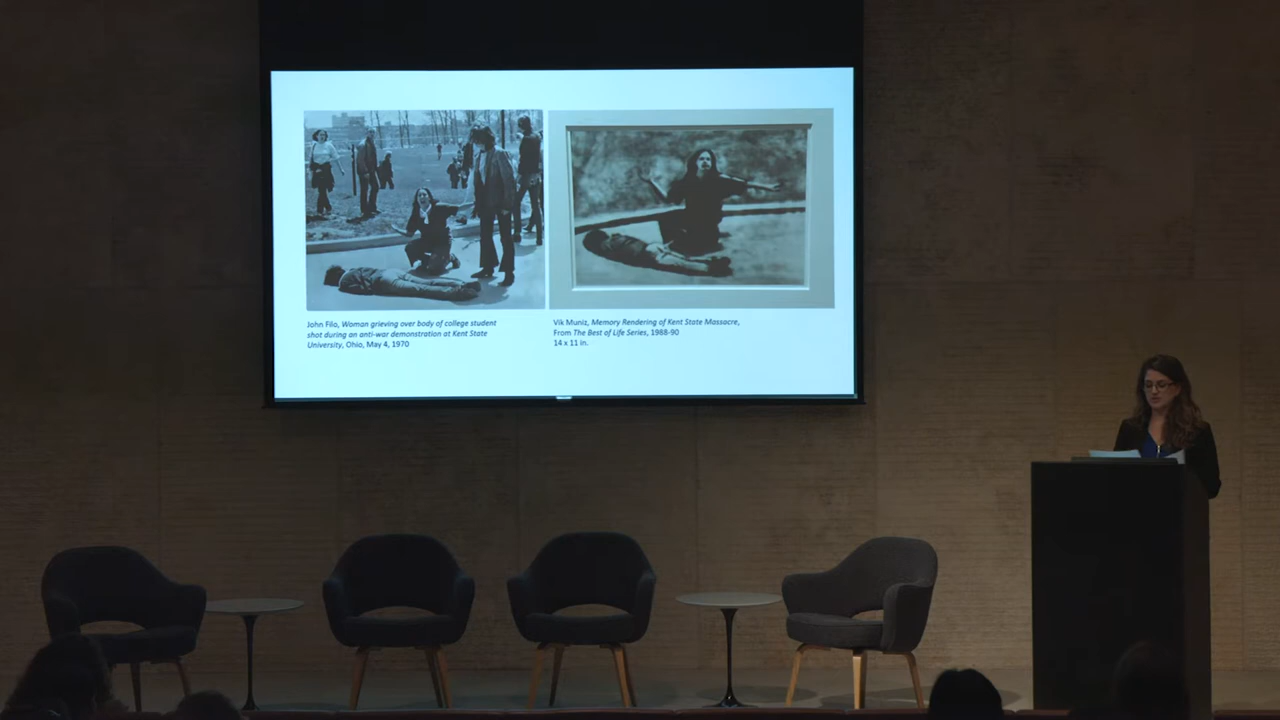 John Filo, Woman grieving over body of college student
shot during an anti-war demonstration at Kent State
University, Ohio, May 4, 1970
Vik Muniz, Memory Rendering of Kent State Massacre,
From The Best of Life Series, 1988-90
14 x 11 in.